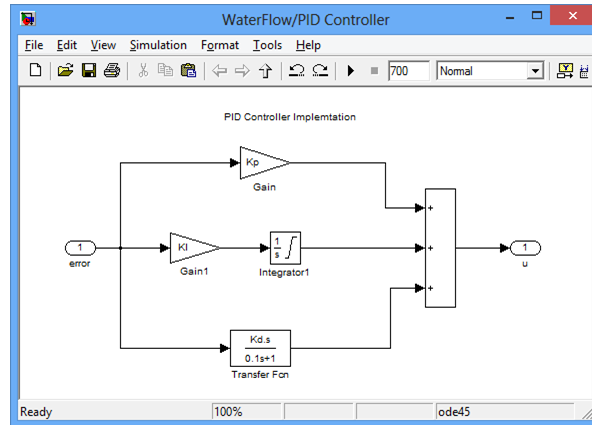 WaterFlow/PID Controller
File Edit View Simulation Format Tools Help
700 Normal
PID Controller Implemtation
Kp
Gain
1
error
KI
Gain1
1
s
Integrator1
+
+
+
1
u
Kd.s
0.1s+1
Transfer Fcn
Ready 100% ode45